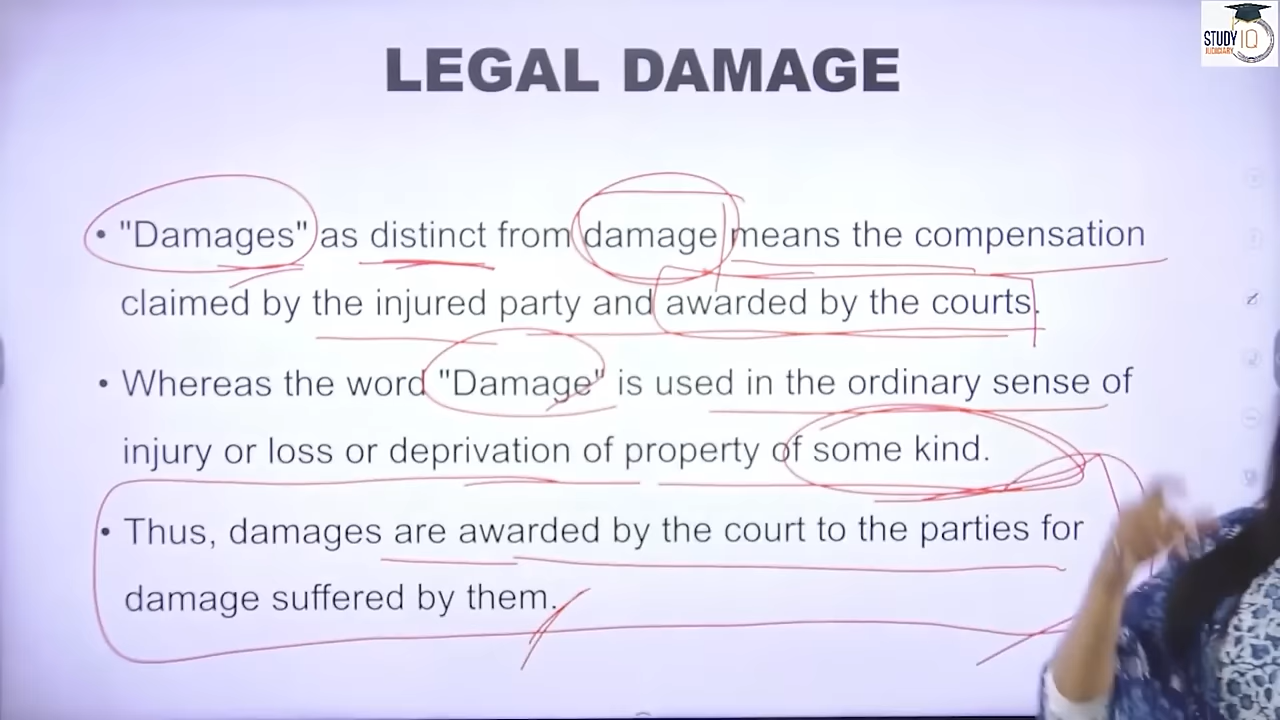 STUDY IQ
JUDICIARY
LEGAL DAMAGE
• "Damages" as distinct from damage means the compensation
claimed by the injured party and awarded by the courts.
• Whereas the word "Damage" is used in the ordinary sense of
injury or loss or deprivation of property of some kind.
• Thus, damages are awarded by the court to the parties for
damage suffered by them.